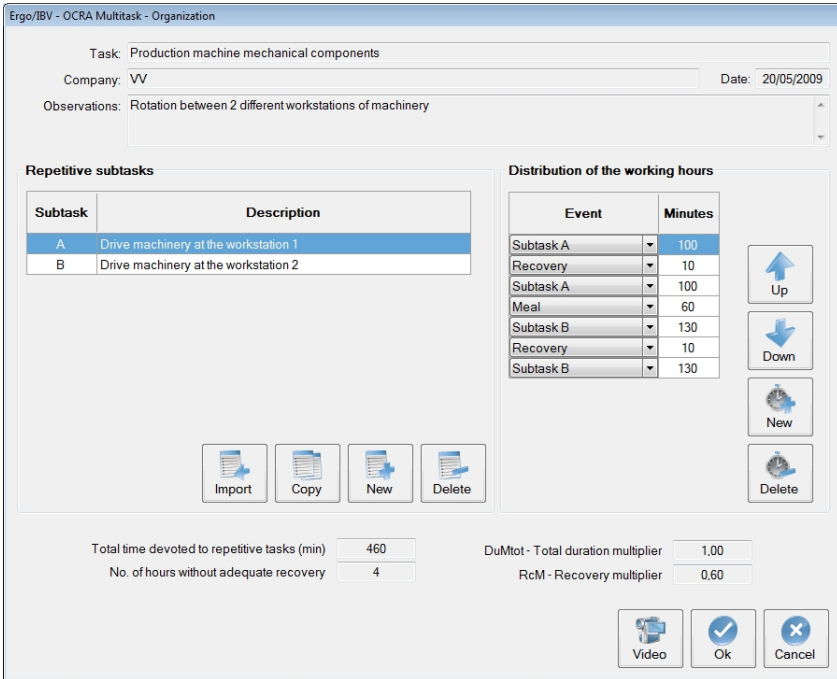 Ergo/IBV - OCRA Multitask - Organization
Task: Production machine mechanical components
Company: VV Date: 20/05/2009
Observations: Rotation between 2 different workstations of machinery
Repetitive subtasks
Subtask Description
A Drive machinery at the workstation 1
B Drive machinery at the workstation 2
Import Copy New Delete
Distribution of the working hours
Event Minutes
Subtask A 100
Recovery 10
Subtask A 100
Meal 60
Subtask B 130
Recovery 10
Subtask B 130
Up
Down
New
Delete
Total time devoted to repetitive tasks (min) 460
No. of hours without adequate recovery 4
DuMtot - Total duration multiplier 1,00
RcM - Recovery multiplier 0,60
Video Ok Cancel